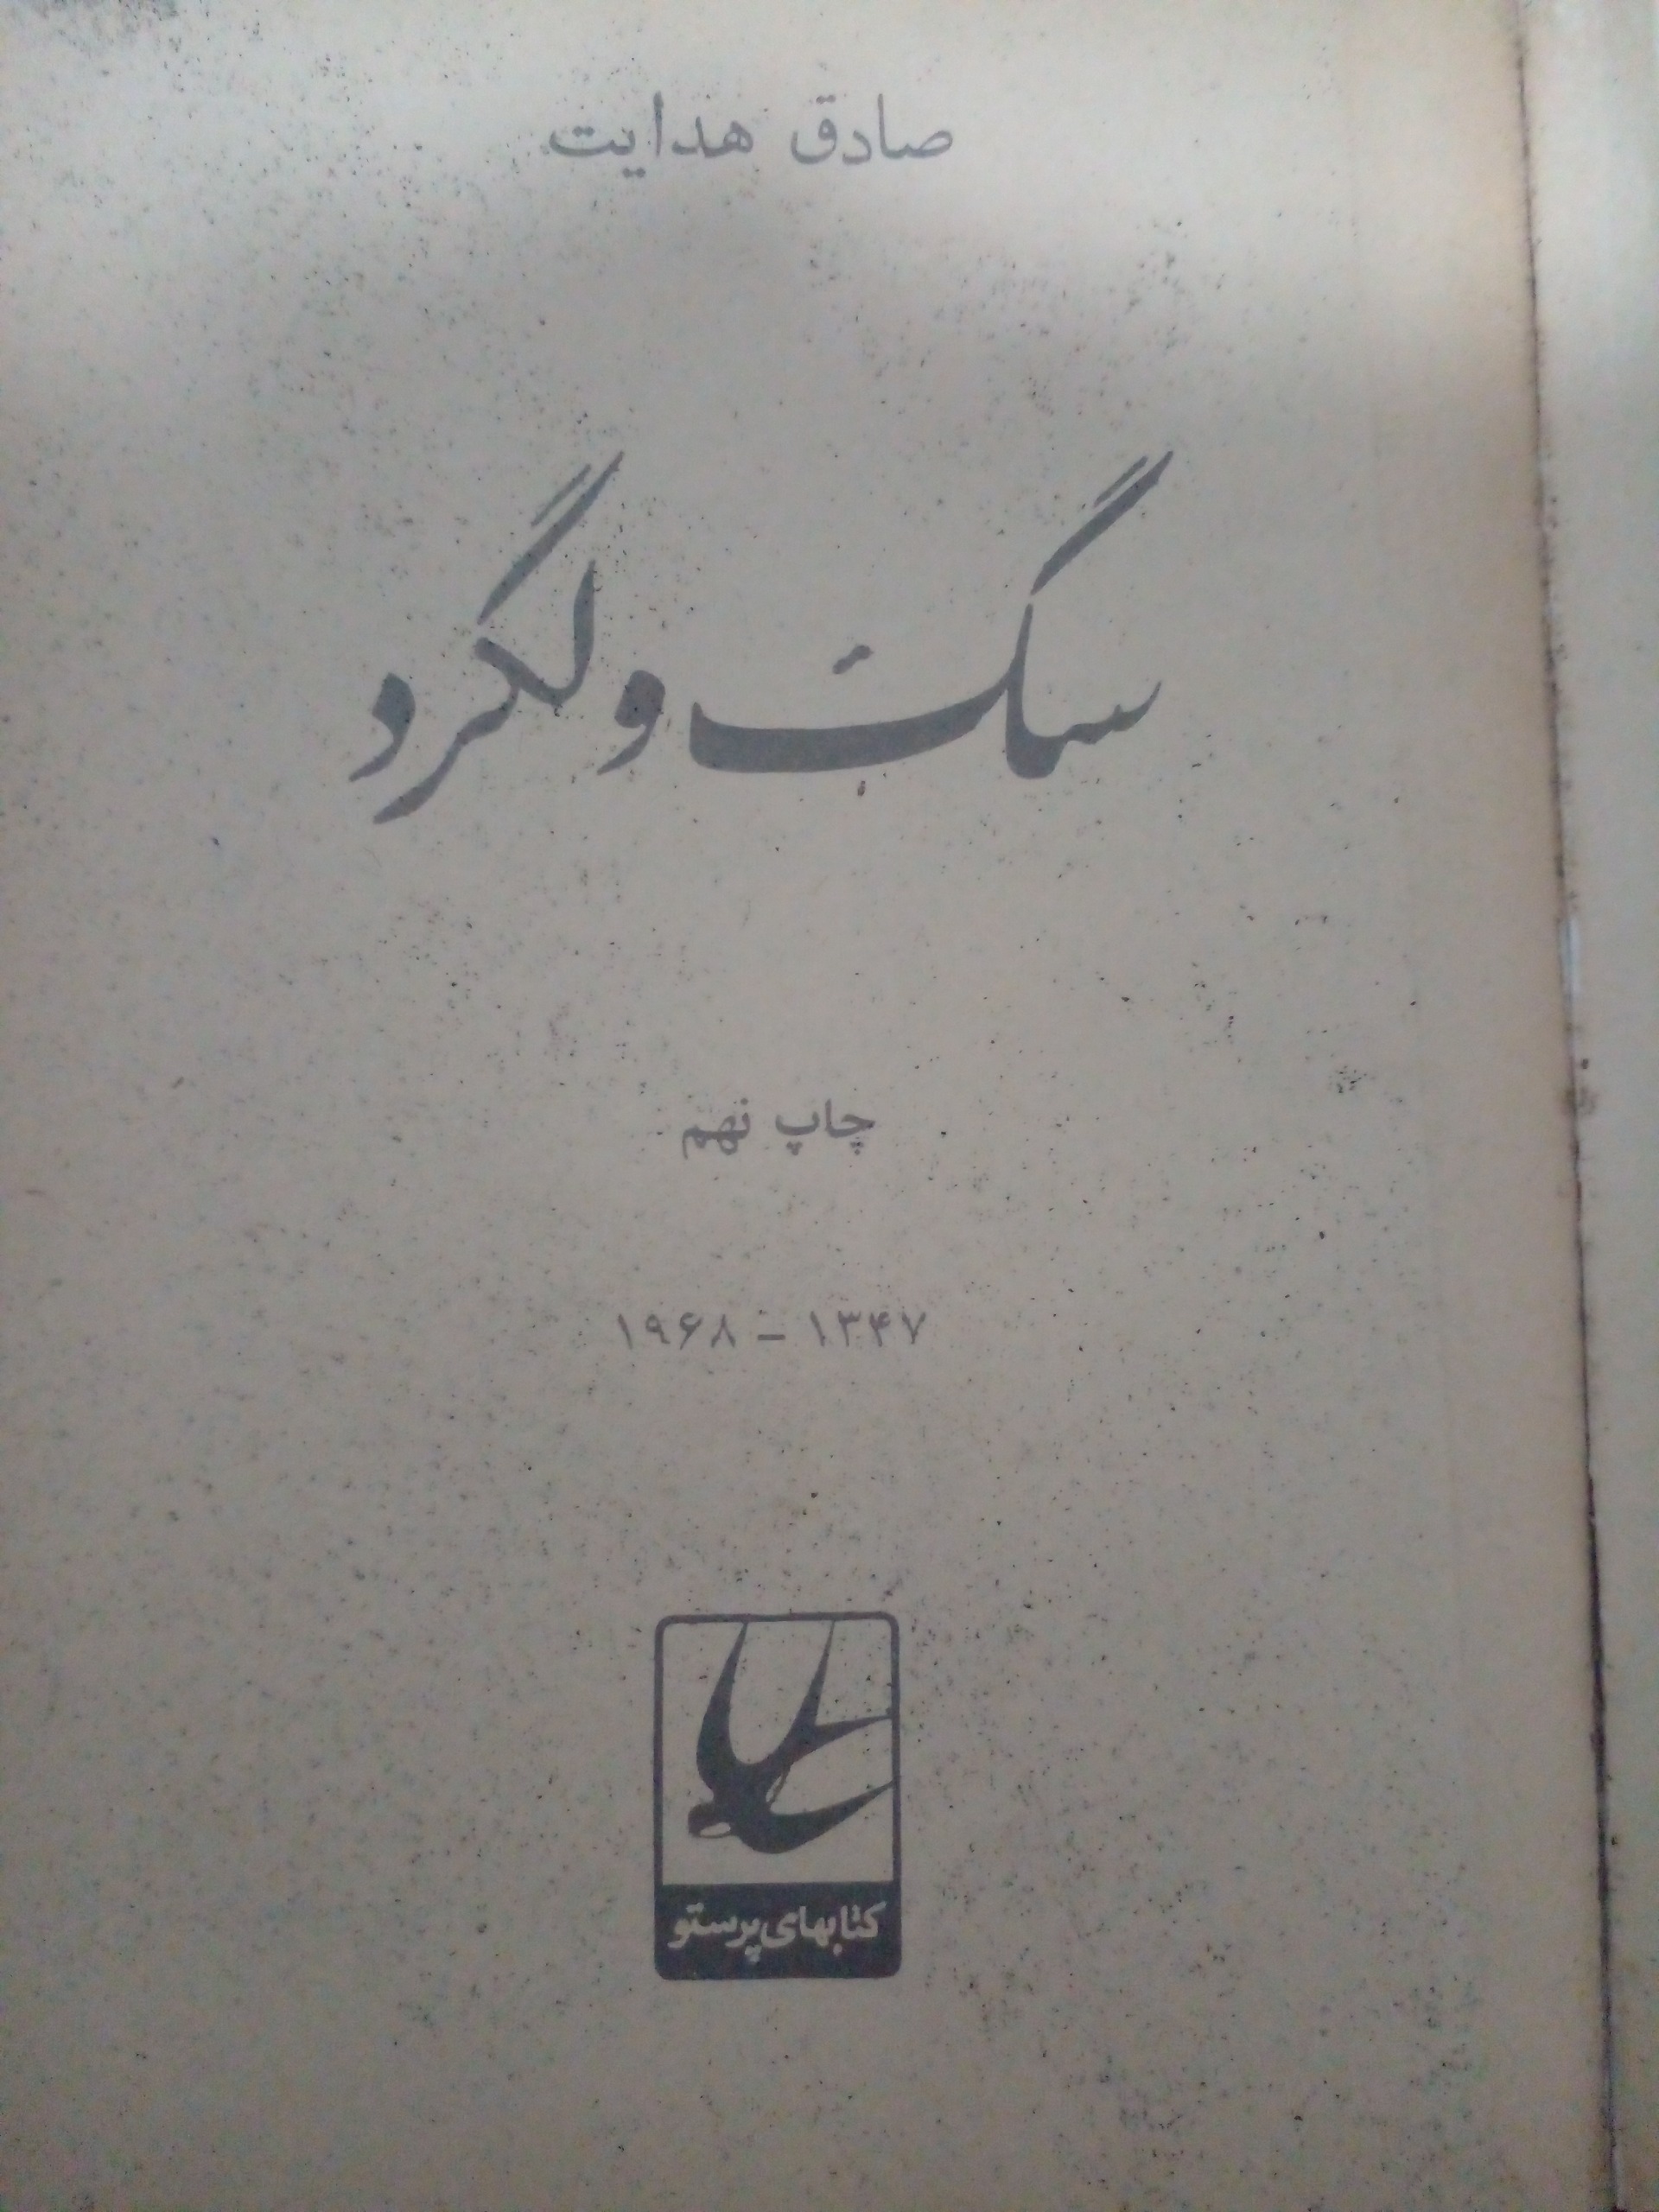 صادق هدایت
سگ ولگرد
چاپ نهم
۱۳۴۷ - ۱۹۶۸
کتابهای پرستو